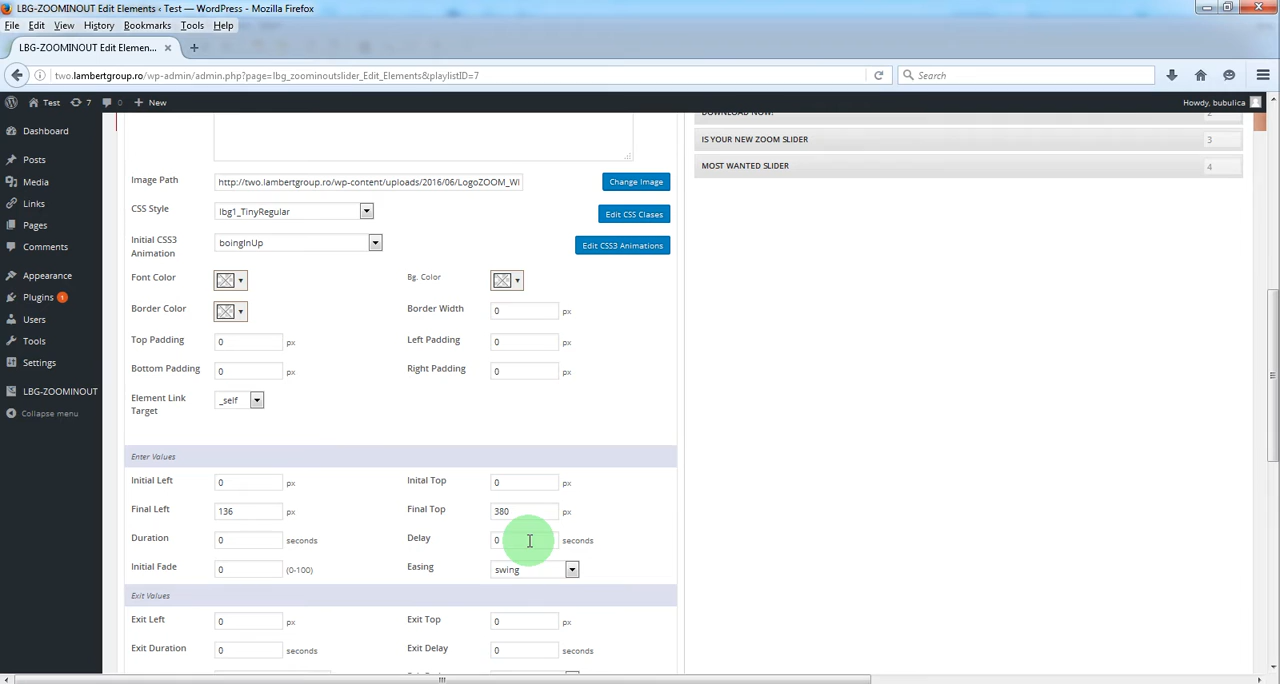 LBG-ZOOMINOUT Edit Elements ‹ Test — WordPress - Mozilla Firefox
File Edit View History Bookmarks Tools Help
LBG-ZOOMINOUT Edit Elemen... × +
two.lambertgroup.ro/wp-admin/admin.php?page=lbg_zoominoutslider_Edit_Elements&playlistID=7
Search
Test 7 0 + New
Howdy, bubulica
Dashboard
Posts
Media
Links
Pages
Comments
Appearance
Plugins 1
Users
Tools
Settings
LBG-ZOOMINOUT
Collapse menu
Image Path http://two.lambertgroup.ro/wp-content/uploads/2016/06/LogoZOOM_WI Change Image
CSS Style lbg1_TinyRegular Edit CSS Clases
Initial CSS3 Animation boingInUp Edit CSS3 Animations
Font Color Bg. Color
Border Color Border Width 0 px
Top Padding 0 px Left Padding 0 px
Bottom Padding 0 px Right Padding 0 px
Element Link Target _self
Enter Values
Initial Left 0 px Inital Top 0 px
Final Left 136 px Final Top 380 px
Duration 0 seconds Delay 0 seconds
Initial Fade 0 (0-100) Easing swing
Exit Values
Exit Left 0 px Exit Top 0 px
Exit Duration 0 seconds Exit Delay 0 seconds
DOWNLOAD NOW! 2
IS YOUR NEW ZOOM SLIDER 3
MOST WANTED SLIDER 4